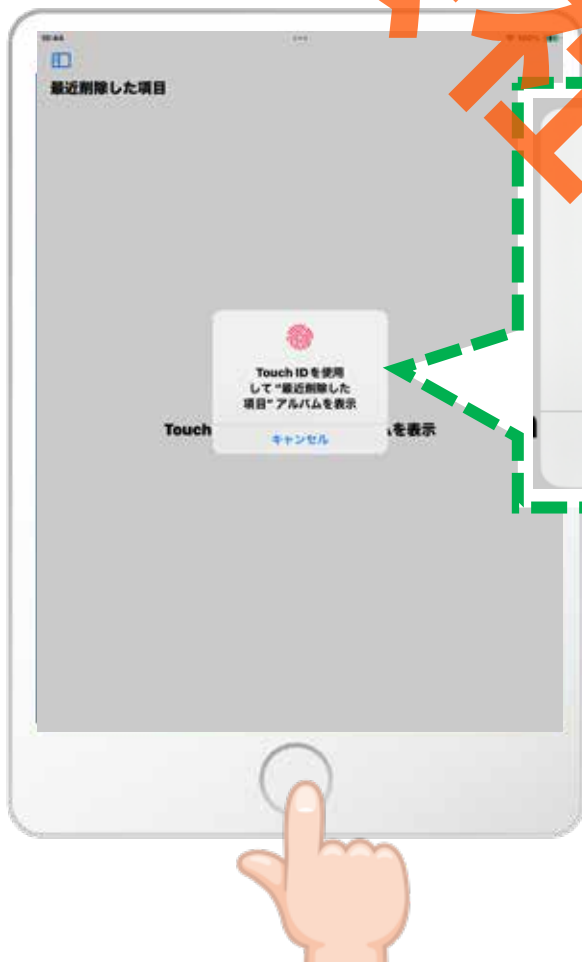 最近削除した項目
Touch ID を使用
して “最近削除した
項目” アルバムを表示
Touch
を表示
キャンセル